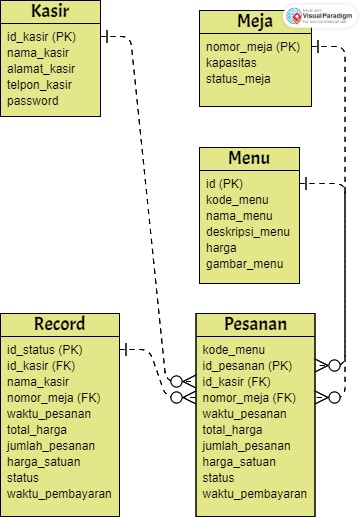 Kasir
id_kasir (PK)
nama_kasir
alamat_kasir
telpon_kasir
password
Meja
nomor_meja (PK)
kapasitas
status_meja
Made with
Visual Paradigm
For non-commercial use
Menu
id (PK)
kode_menu
nama_menu
deskripsi_menu
harga
gambar_menu
Record
id_status (PK)
id_kasir (FK)
nama_kasir
nomor_meja (FK)
waktu_pesanan
total_harga
jumlah_pesanan
harga_satuan
status
waktu_pembayaran
Pesanan
kode_menu
id_pesanan (PK)
id_kasir (FK)
nomor_meja (FK)
waktu_pesanan
total_harga
jumlah_pesanan
harga_satuan
status
waktu_pembayaran